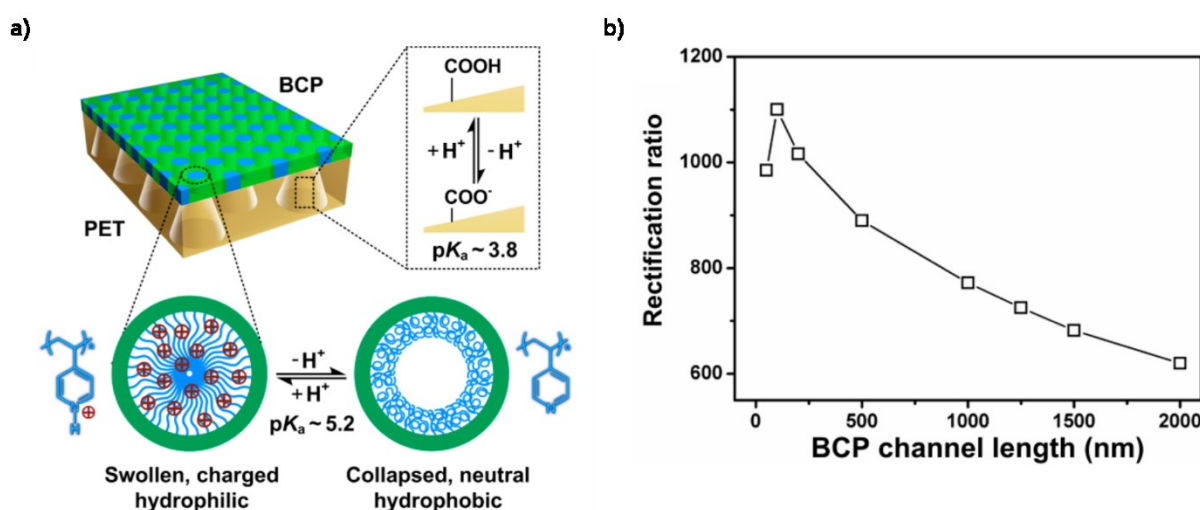 a)
BCP
PET
COOH
+ H⁺ - H⁺
COO⁻
pKₐ ~ 3.8
n
N
H
⊕
-H⁺
+H⁺
pKₐ ~ 5.2
n
N
Swollen, charged
hydrophilic
Collapsed, neutral
hydrophobic
b)
Rectification ratio
1200
1000
800
600
0 500 1000 1500 2000
BCP channel length (nm)